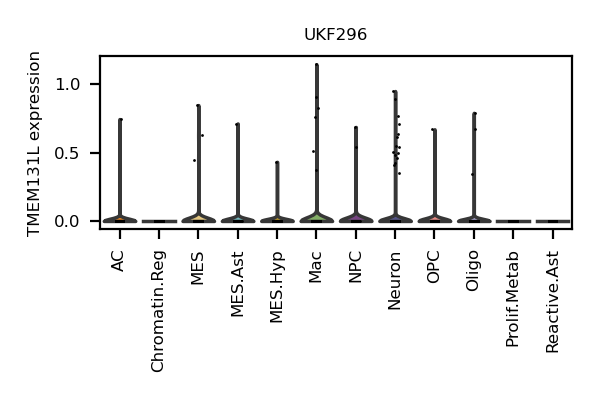 UKF296
TMEM131L expression
1.0
0.5
0.0
AC
Chromatin.Reg
MES
MES.Ast
MES.Hyp
Mac
NPC
Neuron
OPC
Oligo
Prolif.Metab
Reactive.Ast